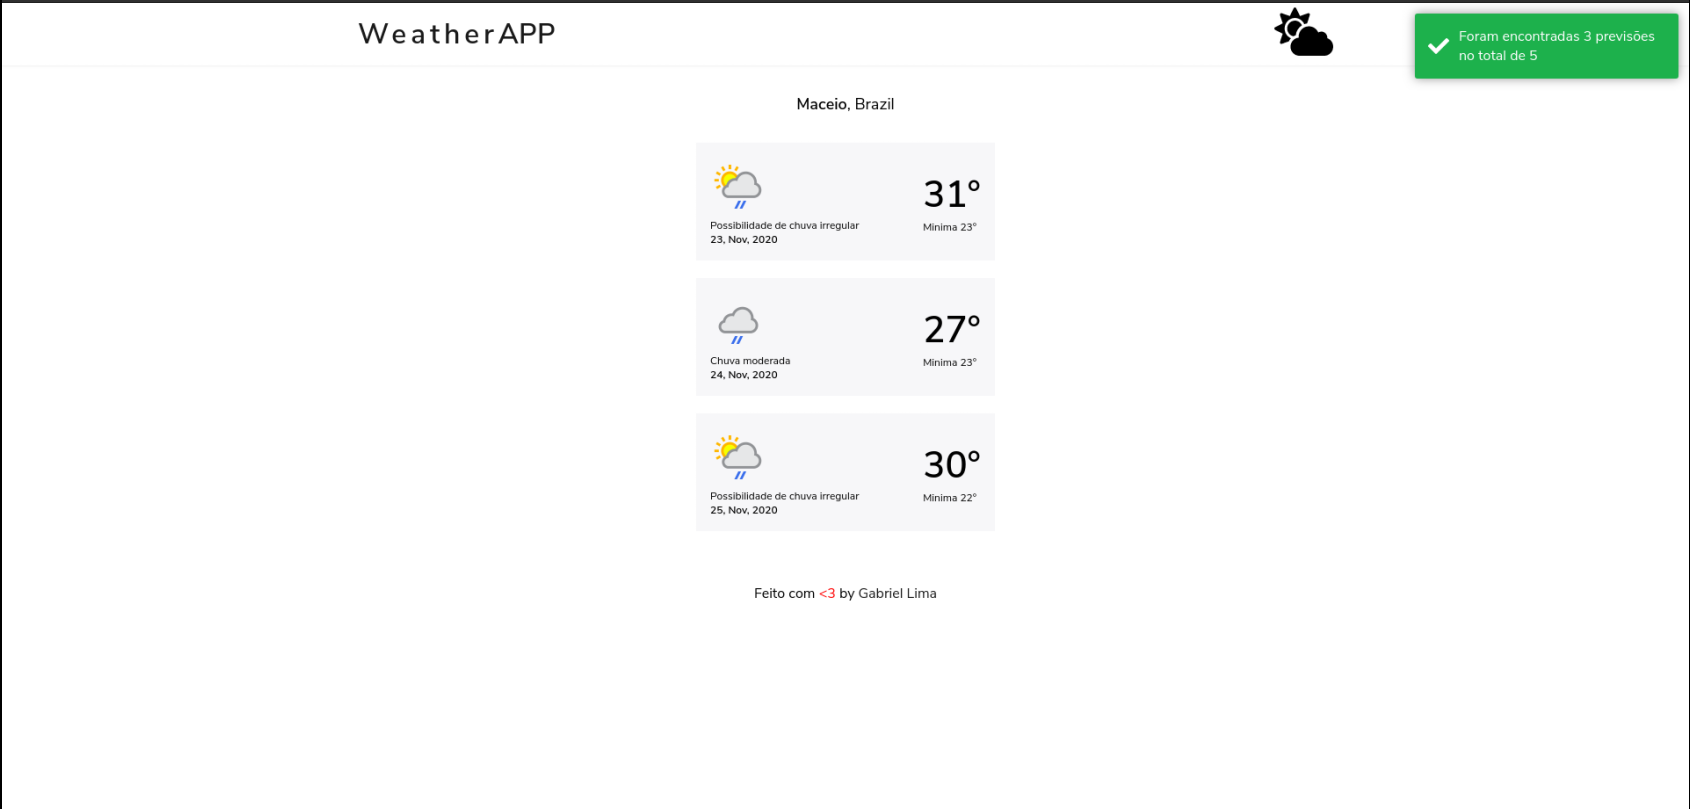 WeatherAPP
Foram encontradas 3 previsões
no total de 5
Maceio, Brazil
31°
Possibilidade de chuva irregular
Minima 23°
23, Nov, 2020
27°
Chuva moderada
Minima 23°
24, Nov, 2020
30°
Possibilidade de chuva irregular
Minima 22°
25, Nov, 2020
Feito com <3 by Gabriel Lima